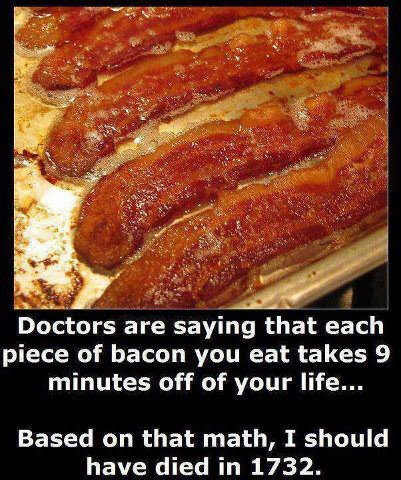 Doctors are saying that each
piece of bacon you eat takes 9
minutes off of your life...
Based on that math, I should
have died in 1732.